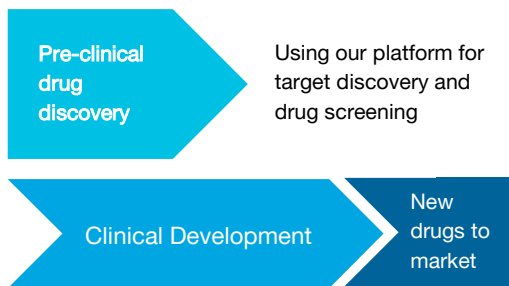 Pre-clinical
drug
discovery
Using our platform for
target discovery and
drug screening
Clinical Development
New
drugs to
market